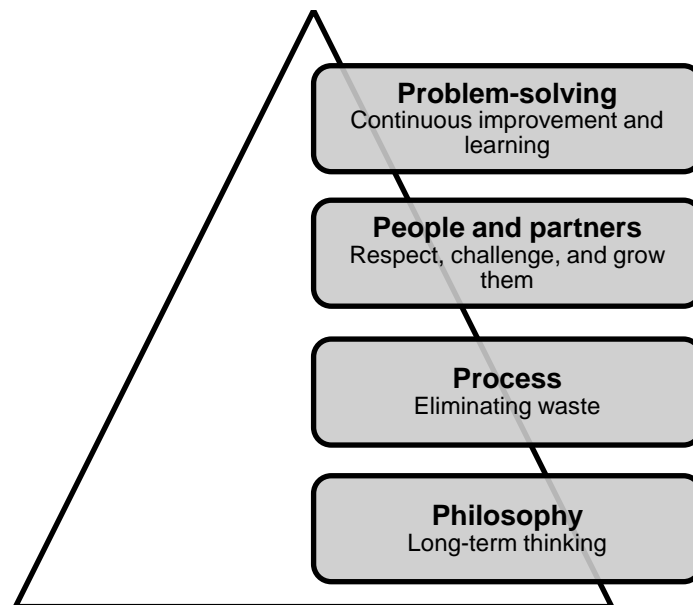 Problem-solving
Continuous improvement and
learning
People and partners
Respect, challenge, and grow
them
Process
Eliminating waste
Philosophy
Long-term thinking